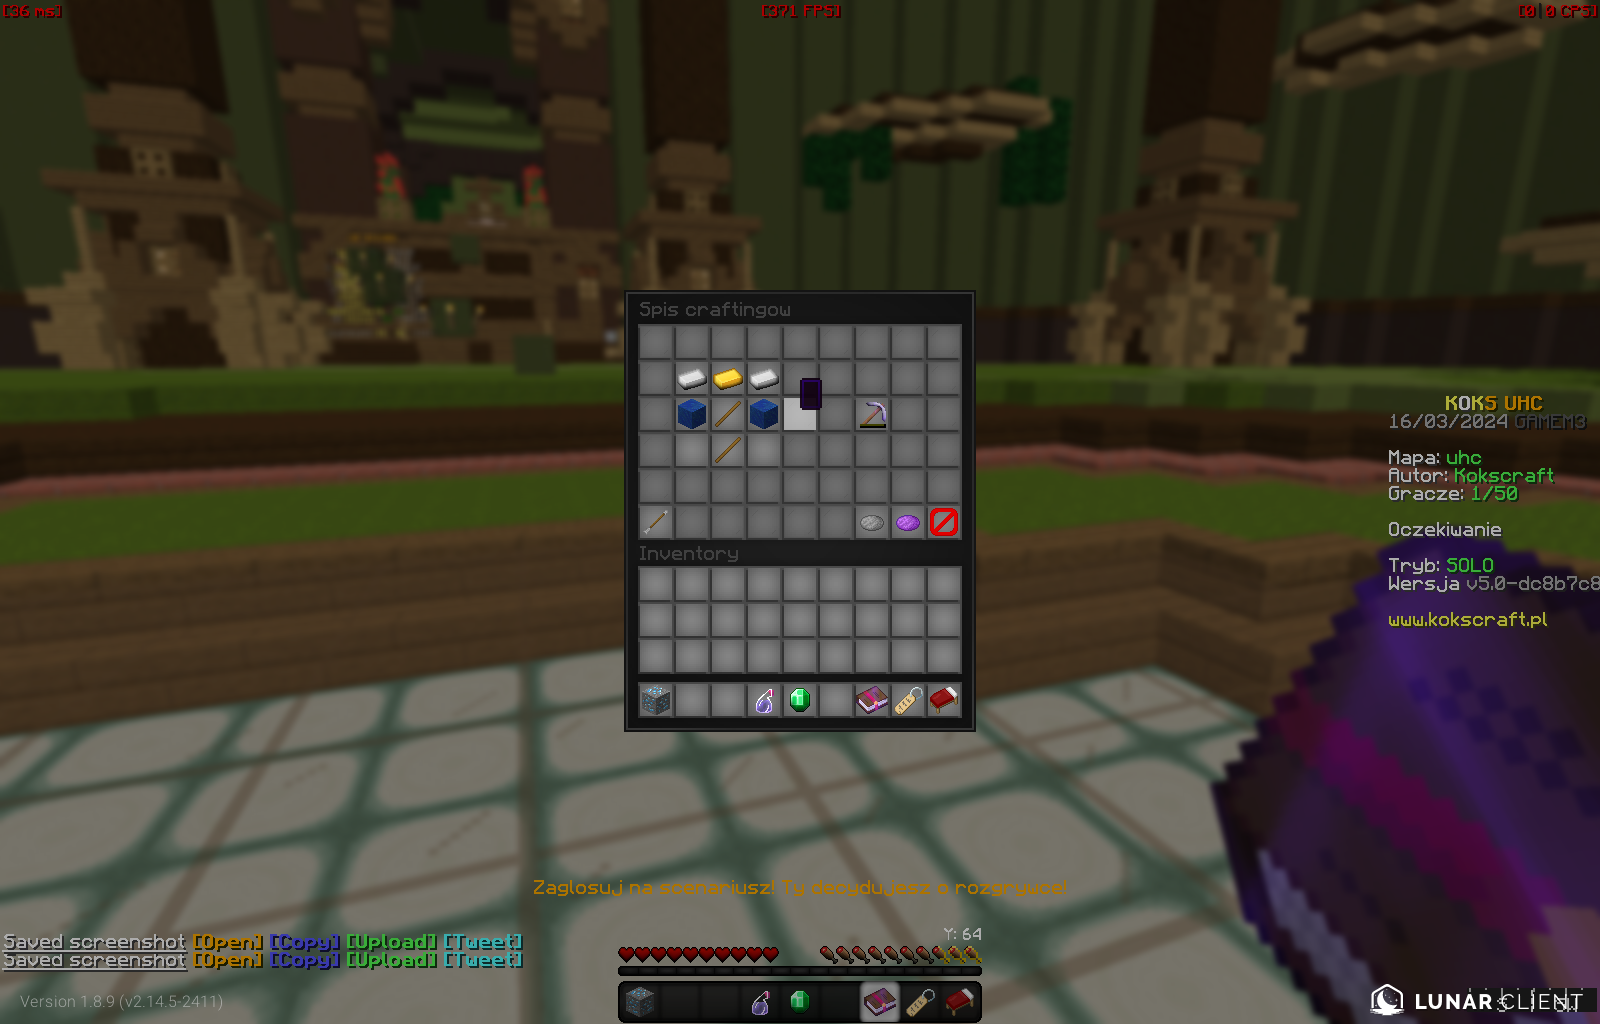 [36 ms]
[371 FPS]
[0|0 CPS]
Spis craftingow
KOKS UHC
16/03/2024 GAMEM3
Mapa: uhc
Autor: Kokscraft
Gracze: 1/50
Oczekiwanie
Inventory
Tryb: SOLO
Wersja v5.0-dc8b7c8
www.kokscraft.pl
Zaglosuj na scenariusz! Ty decydujesz o rozgrywce!
Y: 64
Saved screenshot [Open] [Copy] [Upload] [Tweet]
Saved screenshot [Open] [Copy] [Upload] [Tweet]
Version 1.8.9 (v2.14.5-2411)
LUNAR CLIENT